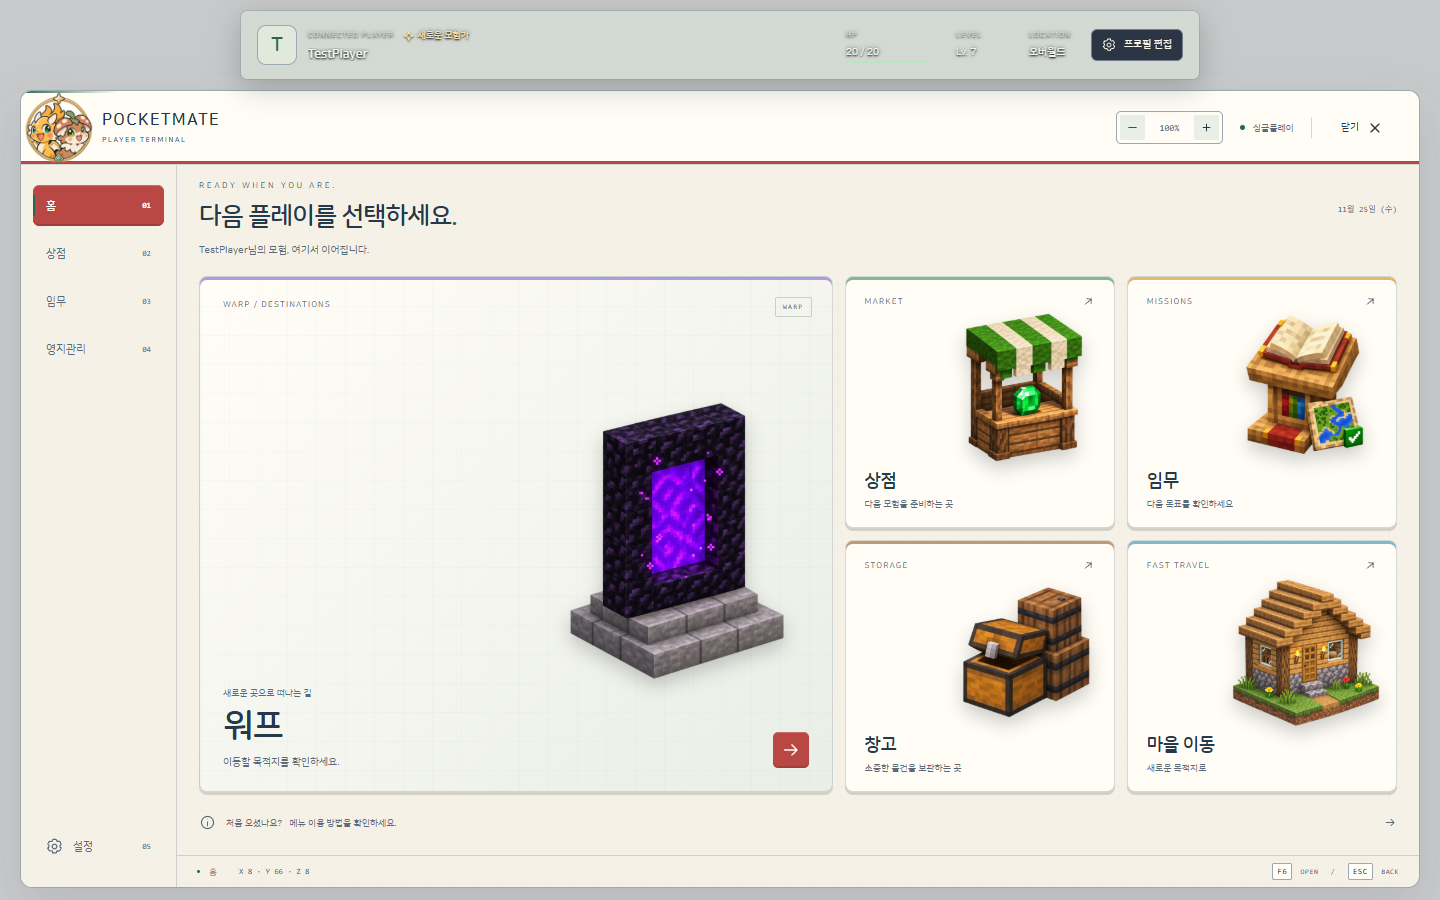 T
CONNECTED PLAYER 새로운 모험가
TestPlayer
HP
20 / 20
LEVEL
Lv. 7
LOCATION
오버월드
프로필 편집
POCKETMATE
PLAYER TERMINAL
− 100% +
싱글플레이
닫기 ×
홈 01
상점 02
임무 03
영지관리 04
설정 05
READY WHEN YOU ARE.
다음 플레이를 선택하세요.
TestPlayer님의 모험, 여기서 이어집니다.
11월 25일 (수)
WARP / DESTINATIONS
WARP
새로운 곳으로 떠나는 길
워프
이동할 목적지를 확인하세요.
MARKET
상점
다음 모험을 준비하는 곳
MISSIONS
임무
다음 목표를 확인하세요
STORAGE
창고
소중한 물건을 보관하는 곳
FAST TRAVEL
마을 이동
새로운 목적지로
처음 오셨나요? 메뉴 이용 방법을 확인하세요.
홈 X 8 · Y 66 · Z 8
F6 OPEN / ESC BACK